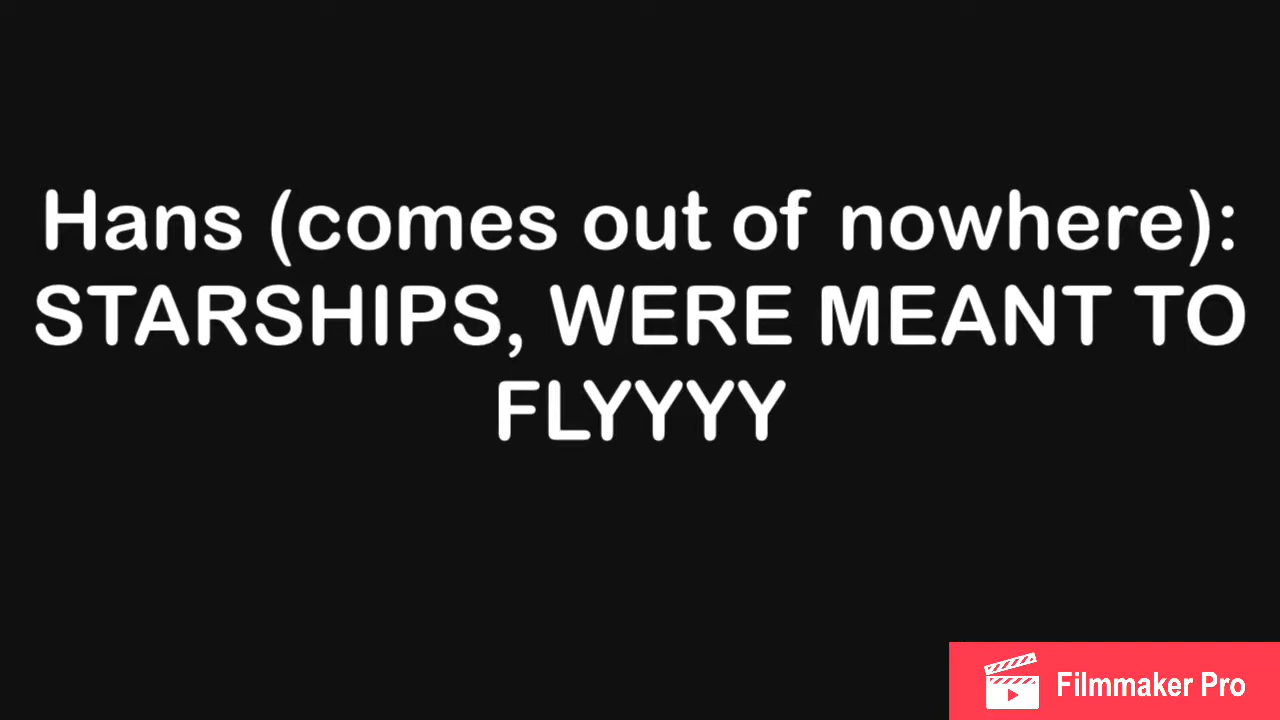 Hans (comes out of nowhere):
STARSHIPS, WERE MEANT TO
FLYYYY
Filmmaker Pro